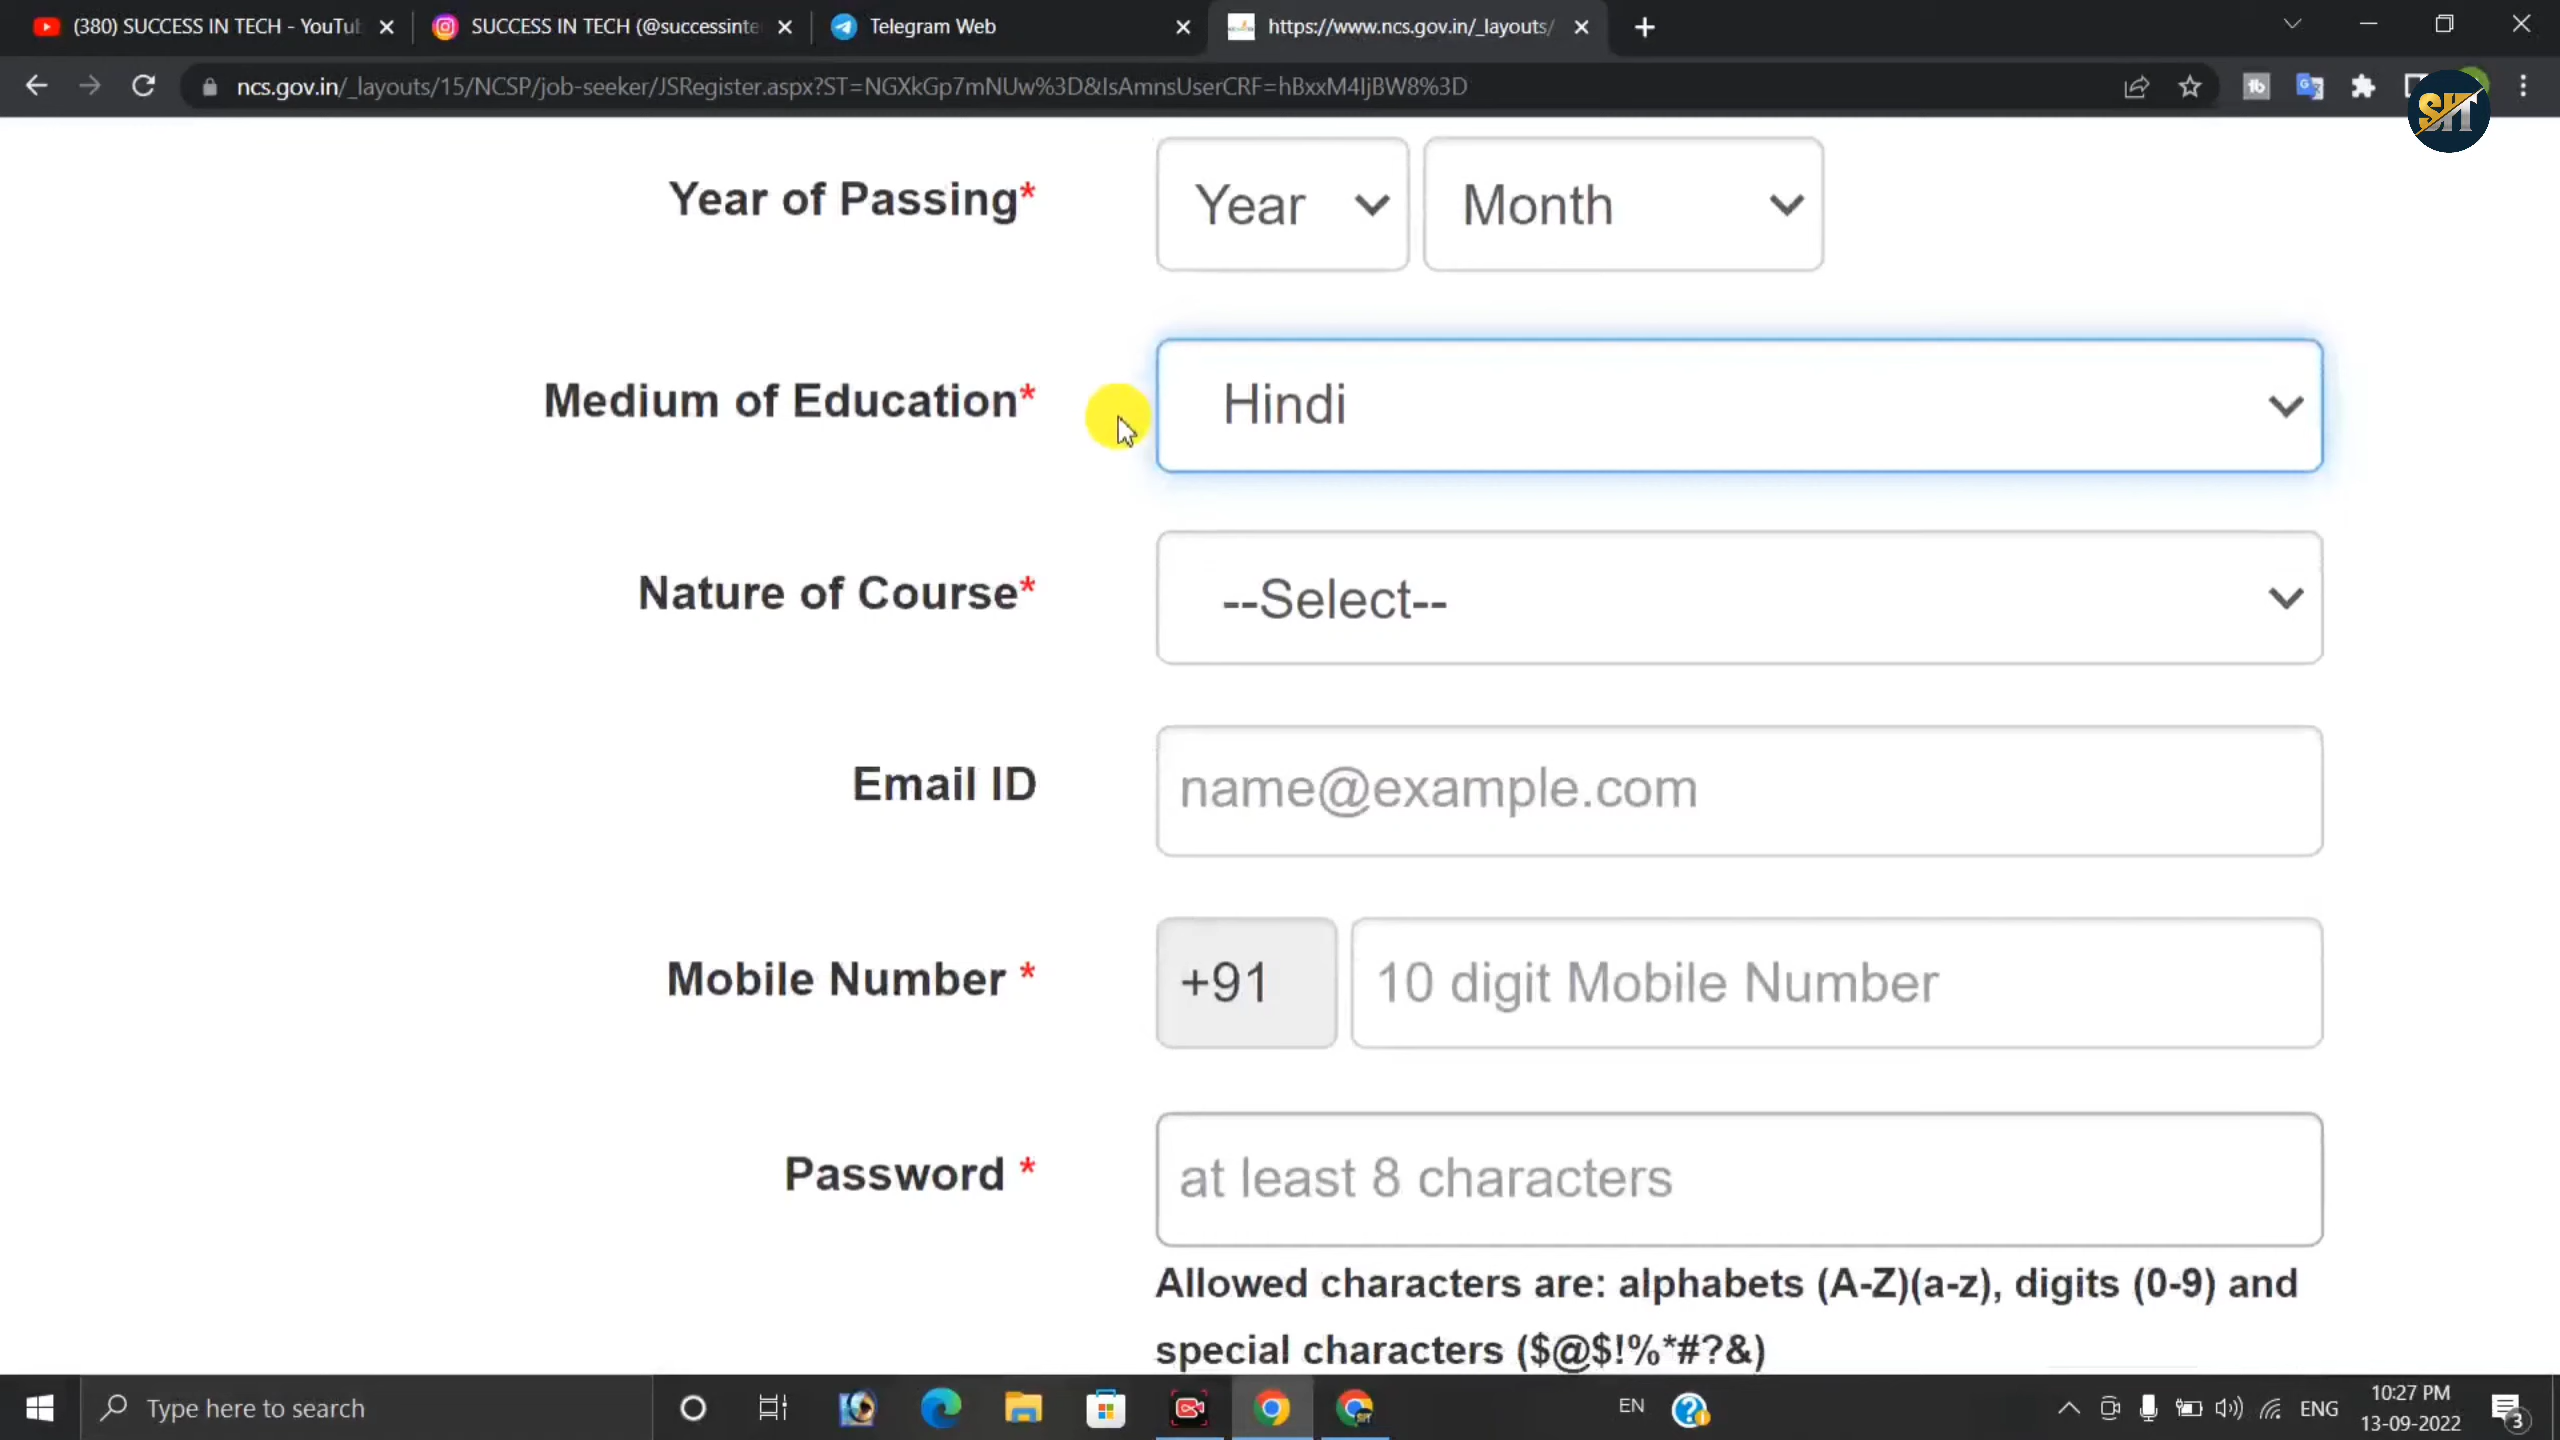 (380) SUCCESS IN TECH - YouTu
SUCCESS IN TECH (@successinte
Telegram Web
https://www.ncs.gov.in/_layouts/
ncs.gov.in/_layouts/15/NCSP/job-seeker/JSRegister.aspx?ST=NGXkGp7mNUw%3D&IsAmnsUserCRF=hBxxM4IjBW8%3D
SIT
Year of Passing* Year Month
Medium of Education* Hindi
Nature of Course* --Select--
Email ID name@example.com
Mobile Number * +91 10 digit Mobile Number
Password * at least 8 characters
Allowed characters are: alphabets (A-Z)(a-z), digits (0-9) and
special characters ($@$!%*#?&)
Type here to search
EN
ENG
10:27 PM
13-09-2022
3